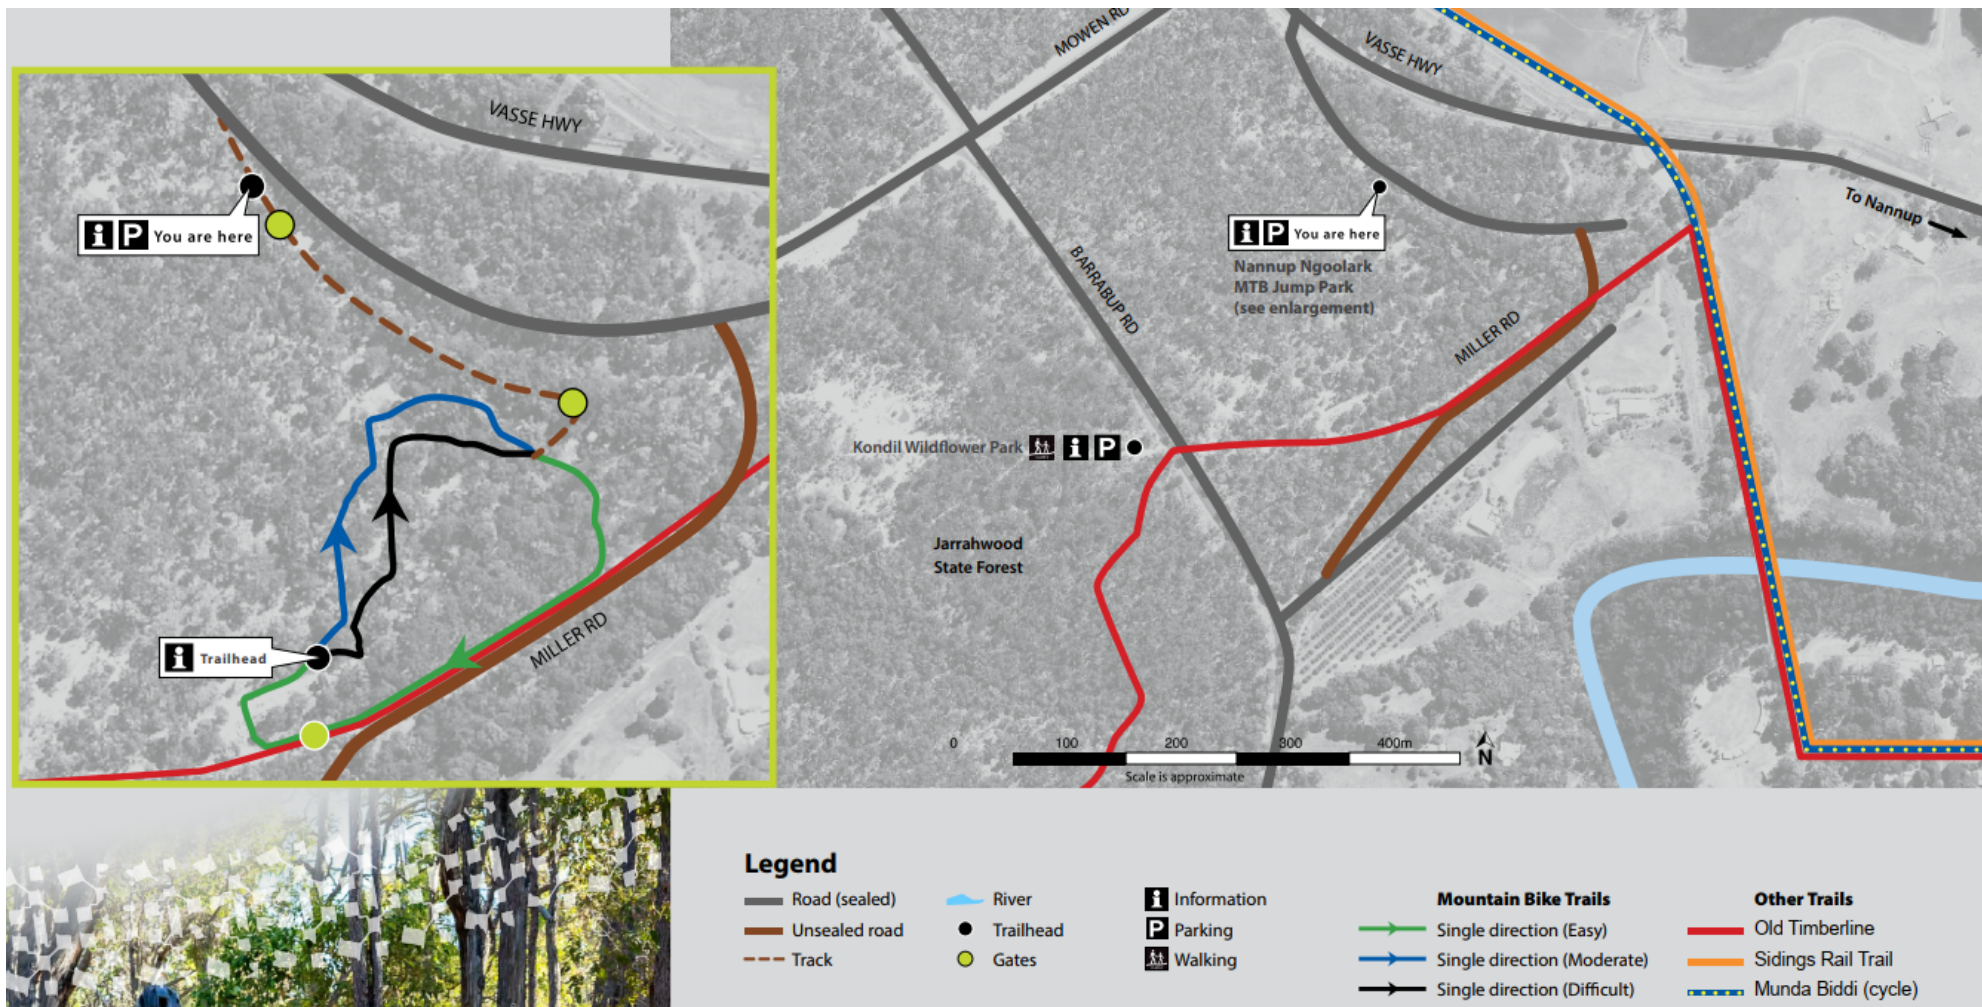 VASSE HWY
You are here
Trailhead
MILLER RD
MOWEN RD
VASSE HWY
To Nannup
BARRABUP RD
You are here
Nannup Ngoolark
MTB Jump Park
(see enlargement)
MILLER RD
Kondil Wildflower Park
Jarrahwood
State Forest
0 100 200 300 400m
N
Scale is approximate
Legend
Road (sealed)
Unsealed road
Track
River
Trailhead
Gates
i Information
P Parking
Walking
Mountain Bike Trails
Single direction (Easy)
Single direction (Moderate)
Single direction (Difficult)
Other Trails
Old Timberline
Sidings Rail Trail
Munda Biddi (cycle)